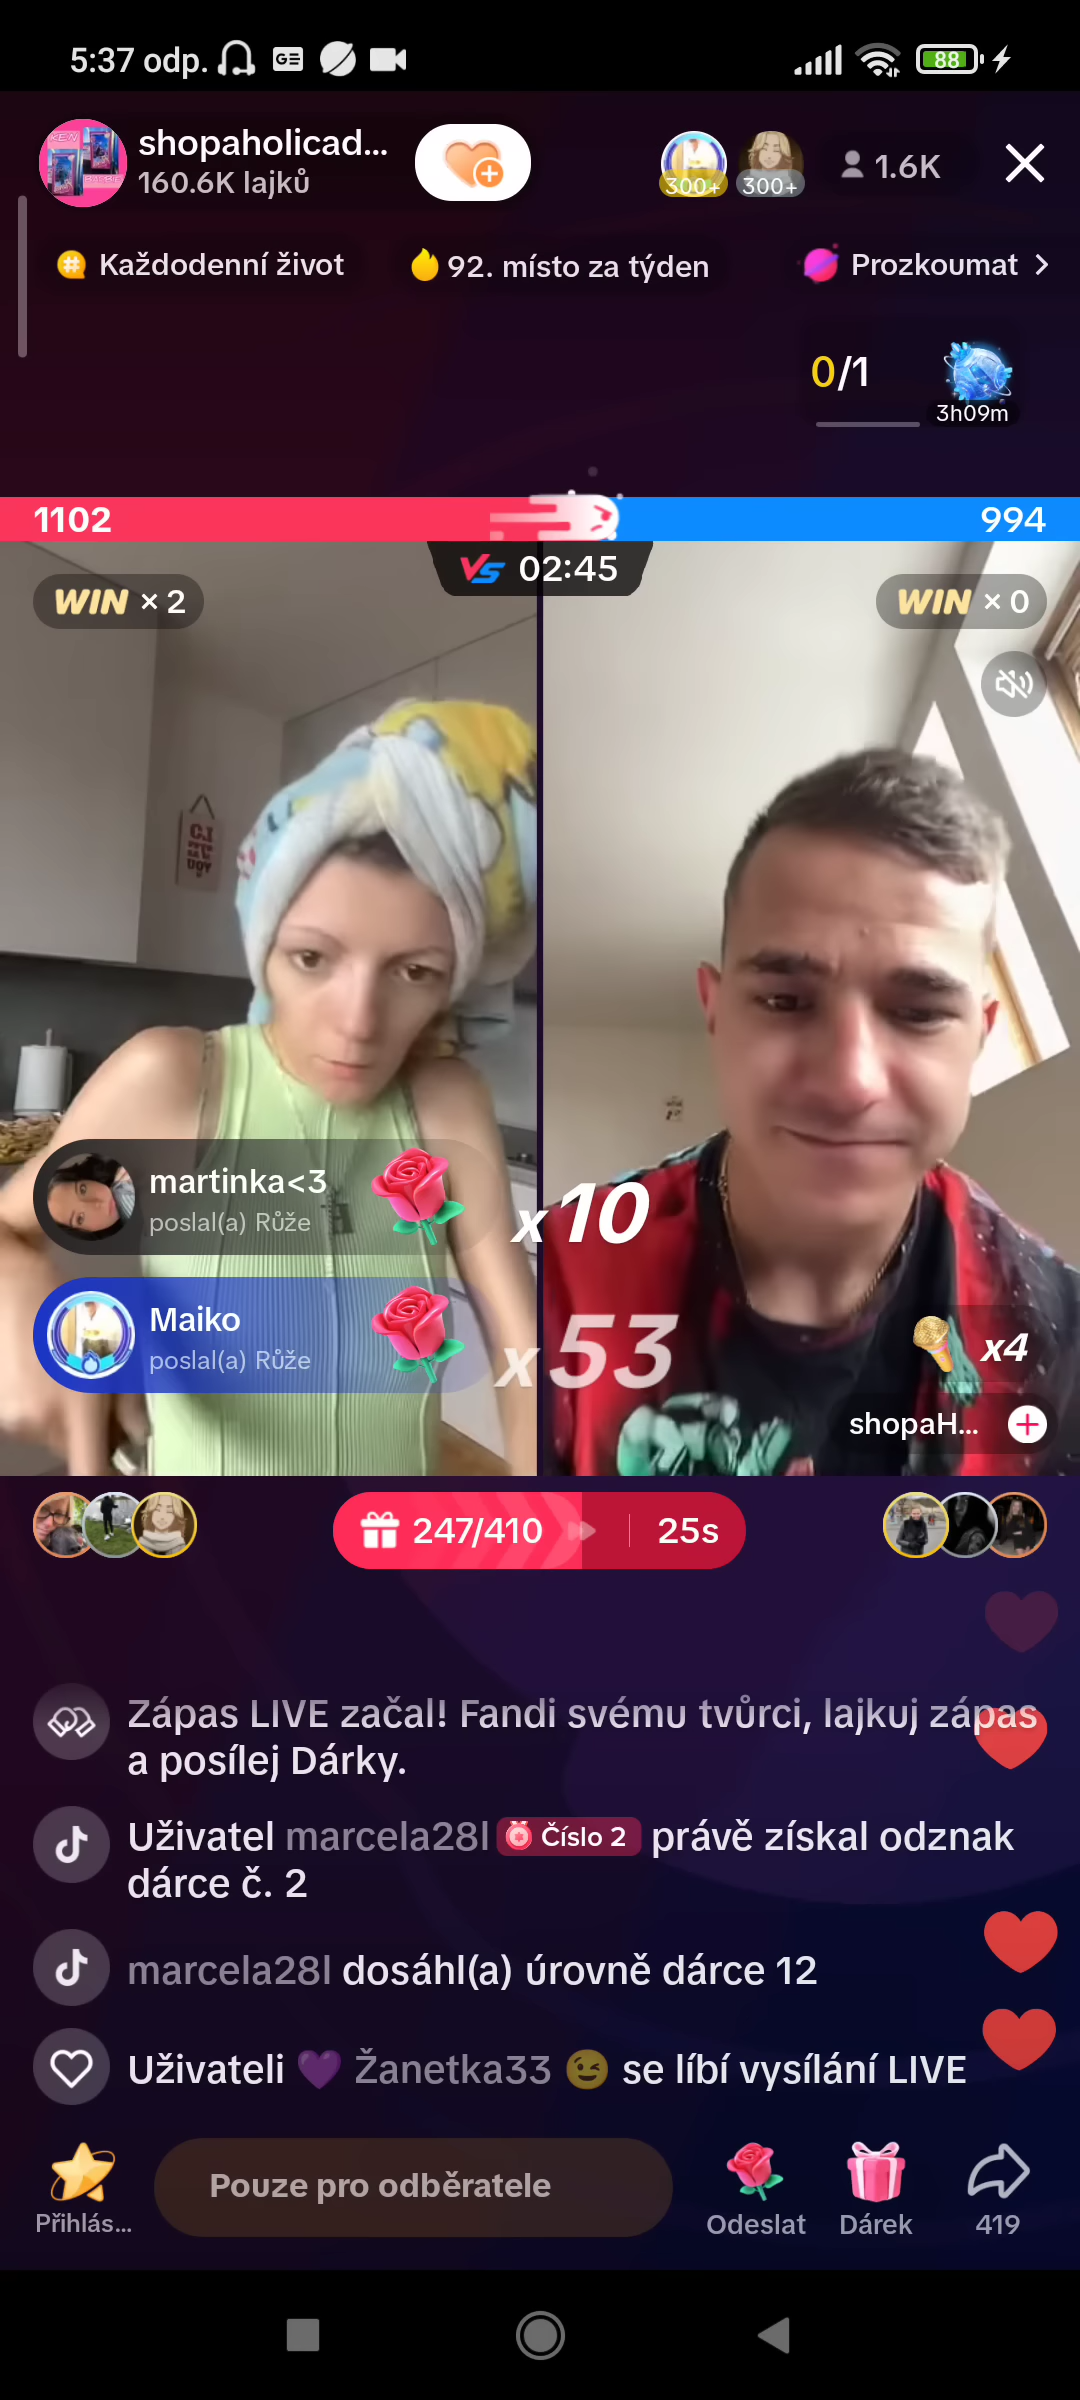 5:37 odp.
88
shopaholicad...
160.6K lajků
300+
300+
1.6K
Každodenní život
92. místo za týden
Prozkoumat
0/1
3h09m
1102
994
VS 02:45
WIN × 2
WIN × 0
martinka<3
poslal(a) Růže
x10
Maiko
poslal(a) Růže
x53
x4
shopaH...
247/410
25s
Zápas LIVE začal! Fandi svému tvůrci, lajkuj zápas
a posílej Dárky.
Uživatel marcela28l Číslo 2 právě získal odznak
dárce č. 2
marcela28l dosáhl(a) úrovně dárce 12
Uživateli 💜 Žanetka33 😉 se líbí vysílání LIVE
Přihlás...
Pouze pro odběratele
Odeslat
Dárek
419